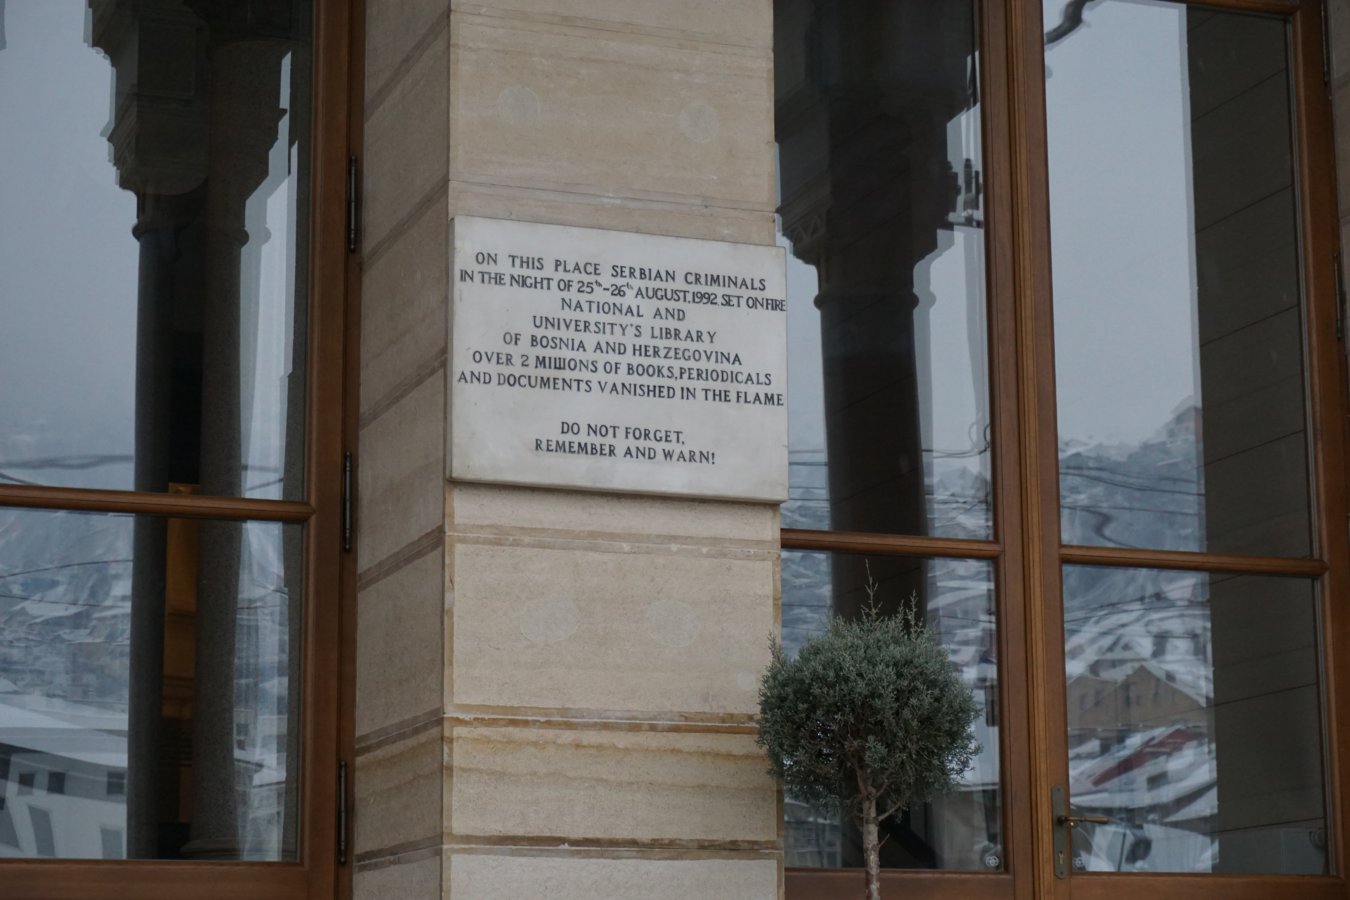 ON THIS PLACE SERBIAN CRIMINALS
IN THE NIGHT OF 25th-26th AUGUST,1992. SET ON FIRE
NATIONAL AND
UNIVERSITY'S LIBRARY
OF BOSNIA AND HERZEGOVINA
OVER 2 MILLIONS OF BOOKS, PERIODICALS
AND DOCUMENTS VANISHED IN THE FLAME
DO NOT FORGET,
REMEMBER AND WARN!